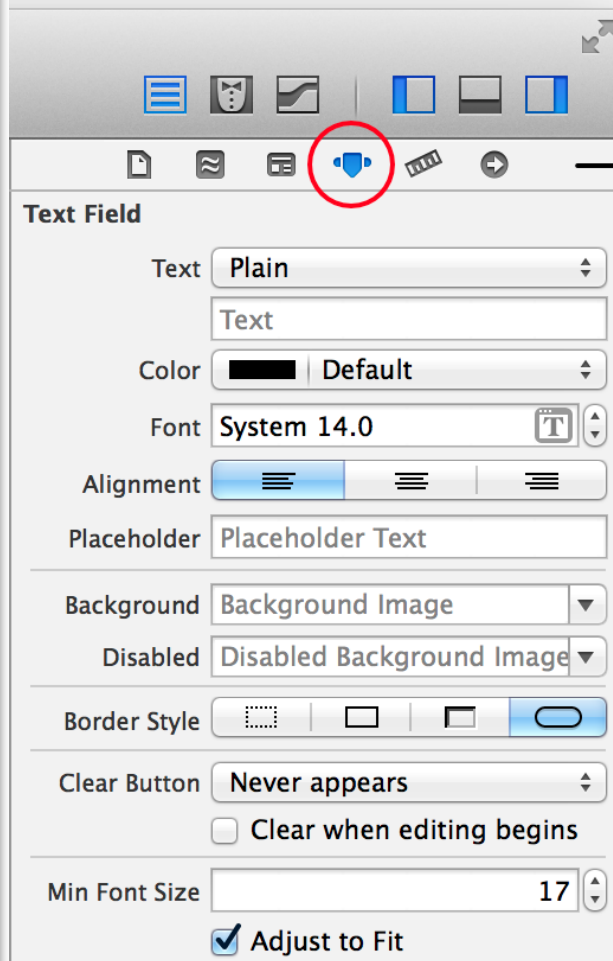 Text Field
Text Plain
Text
Color Default
Font System 14.0 T
Alignment
Placeholder Placeholder Text
Background Background Image
Disabled Disabled Background Image
Border Style
Clear Button Never appears
Clear when editing begins
Min Font Size 17
Adjust to Fit